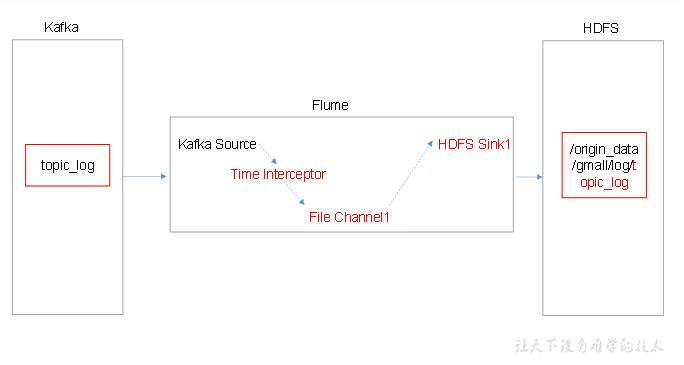 Kafka
HDFS
Flume
topic_log
Kafka Source
Time Interceptor
File Channel1
HDFS Sink1
/origin_data
/gmall/log/t
opic_log
让天下没有难学的技术